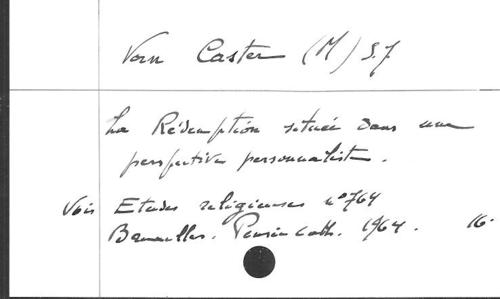 Van Caster (M) S.J
La Rédemption située dans une
perspective personnaliste.
Voir Etudes religieuses n°764
Bruxelles. Pensée cath. 1964. 16.